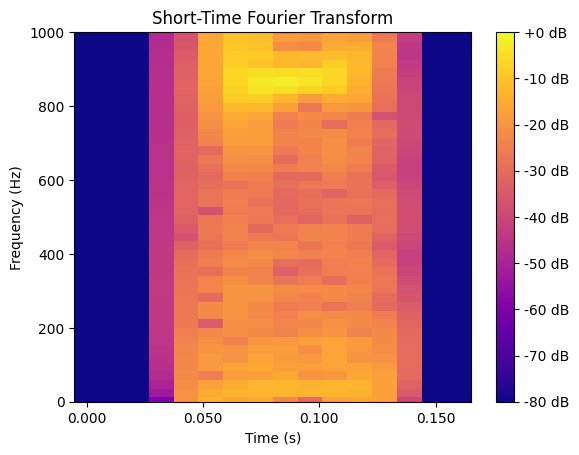 Short-Time Fourier Transform
Frequency (Hz)
1000
800
600
400
200
0
0.000
0.050
0.100
0.150
Time (s)
+0 dB
-10 dB
-20 dB
-30 dB
-40 dB
-50 dB
-60 dB
-70 dB
-80 dB